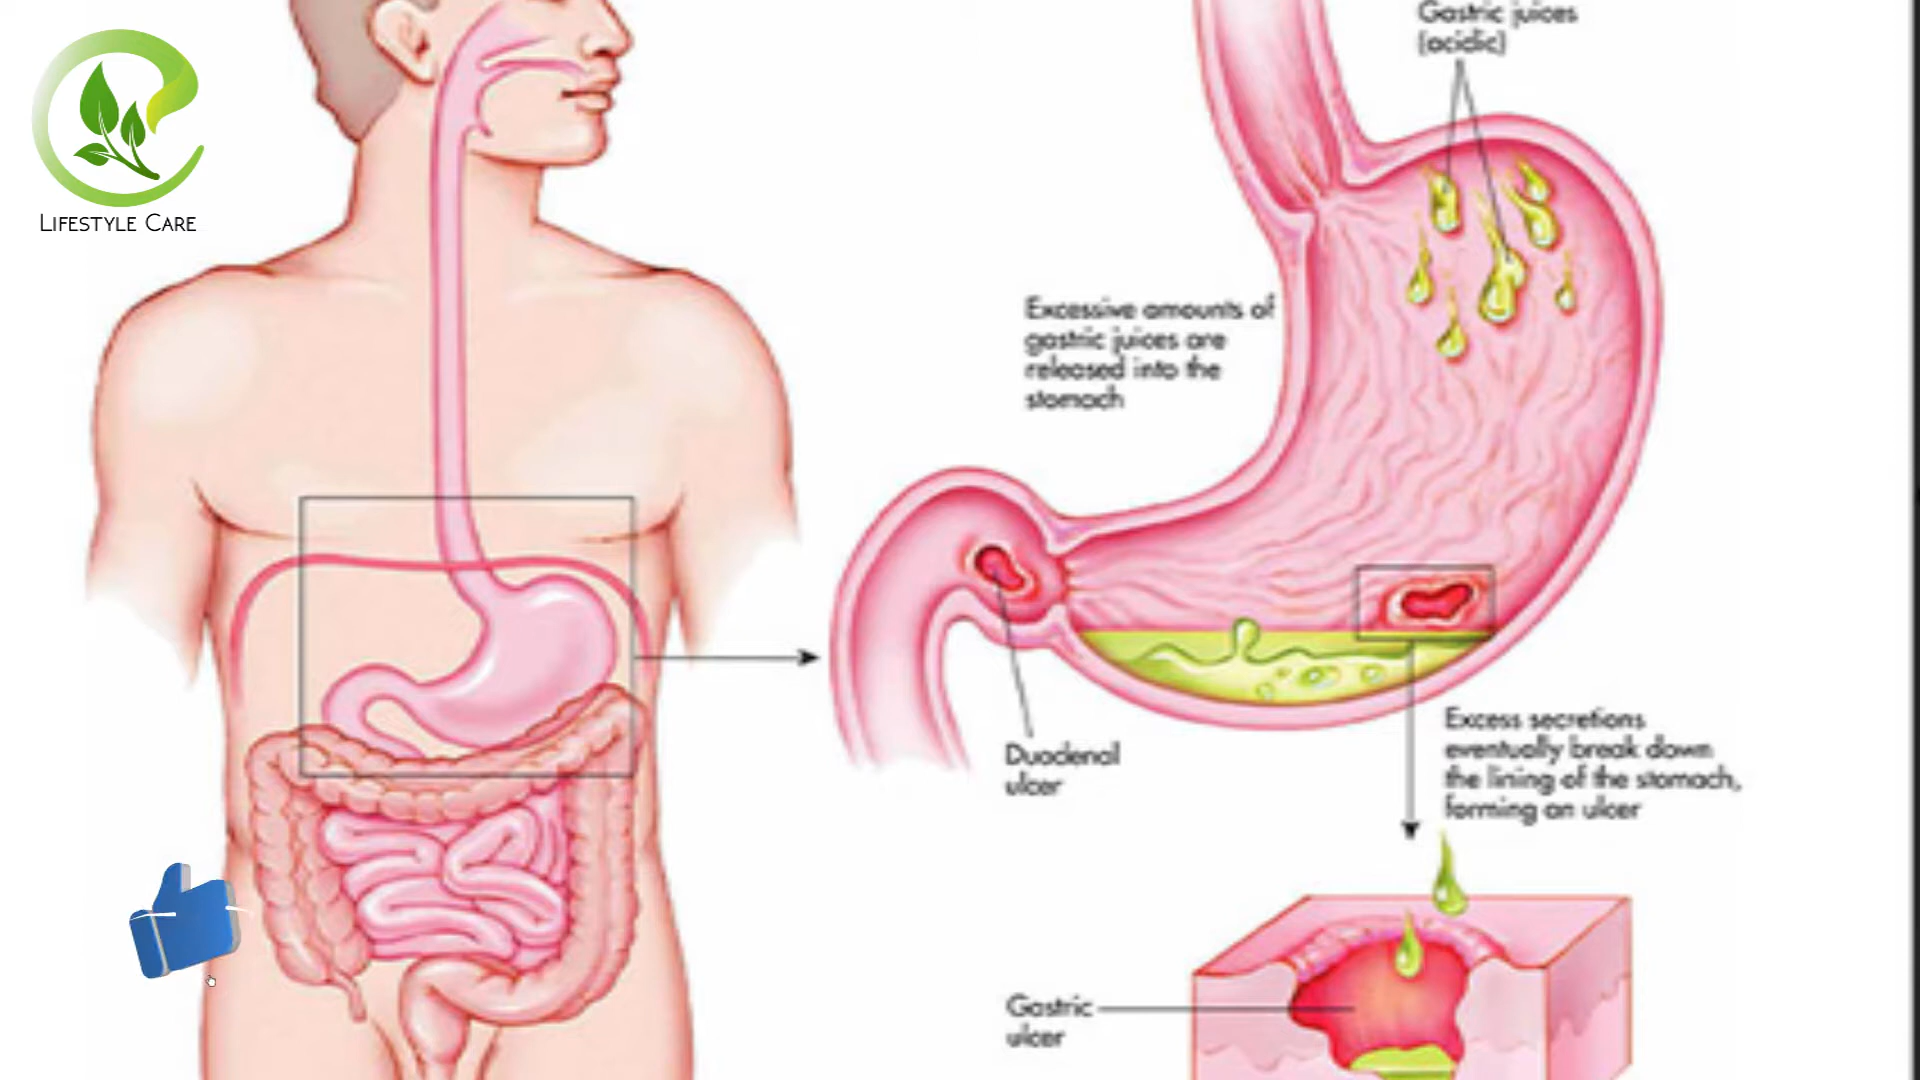 LIFESTYLE CARE
Gastric juices
(acidic)
Excessive amounts of
gastric juices are
released into the
stomach
Duodenal
ulcer
Excess secretions
eventually break down
the lining of the stomach,
forming an ulcer
Gastric
ulcer